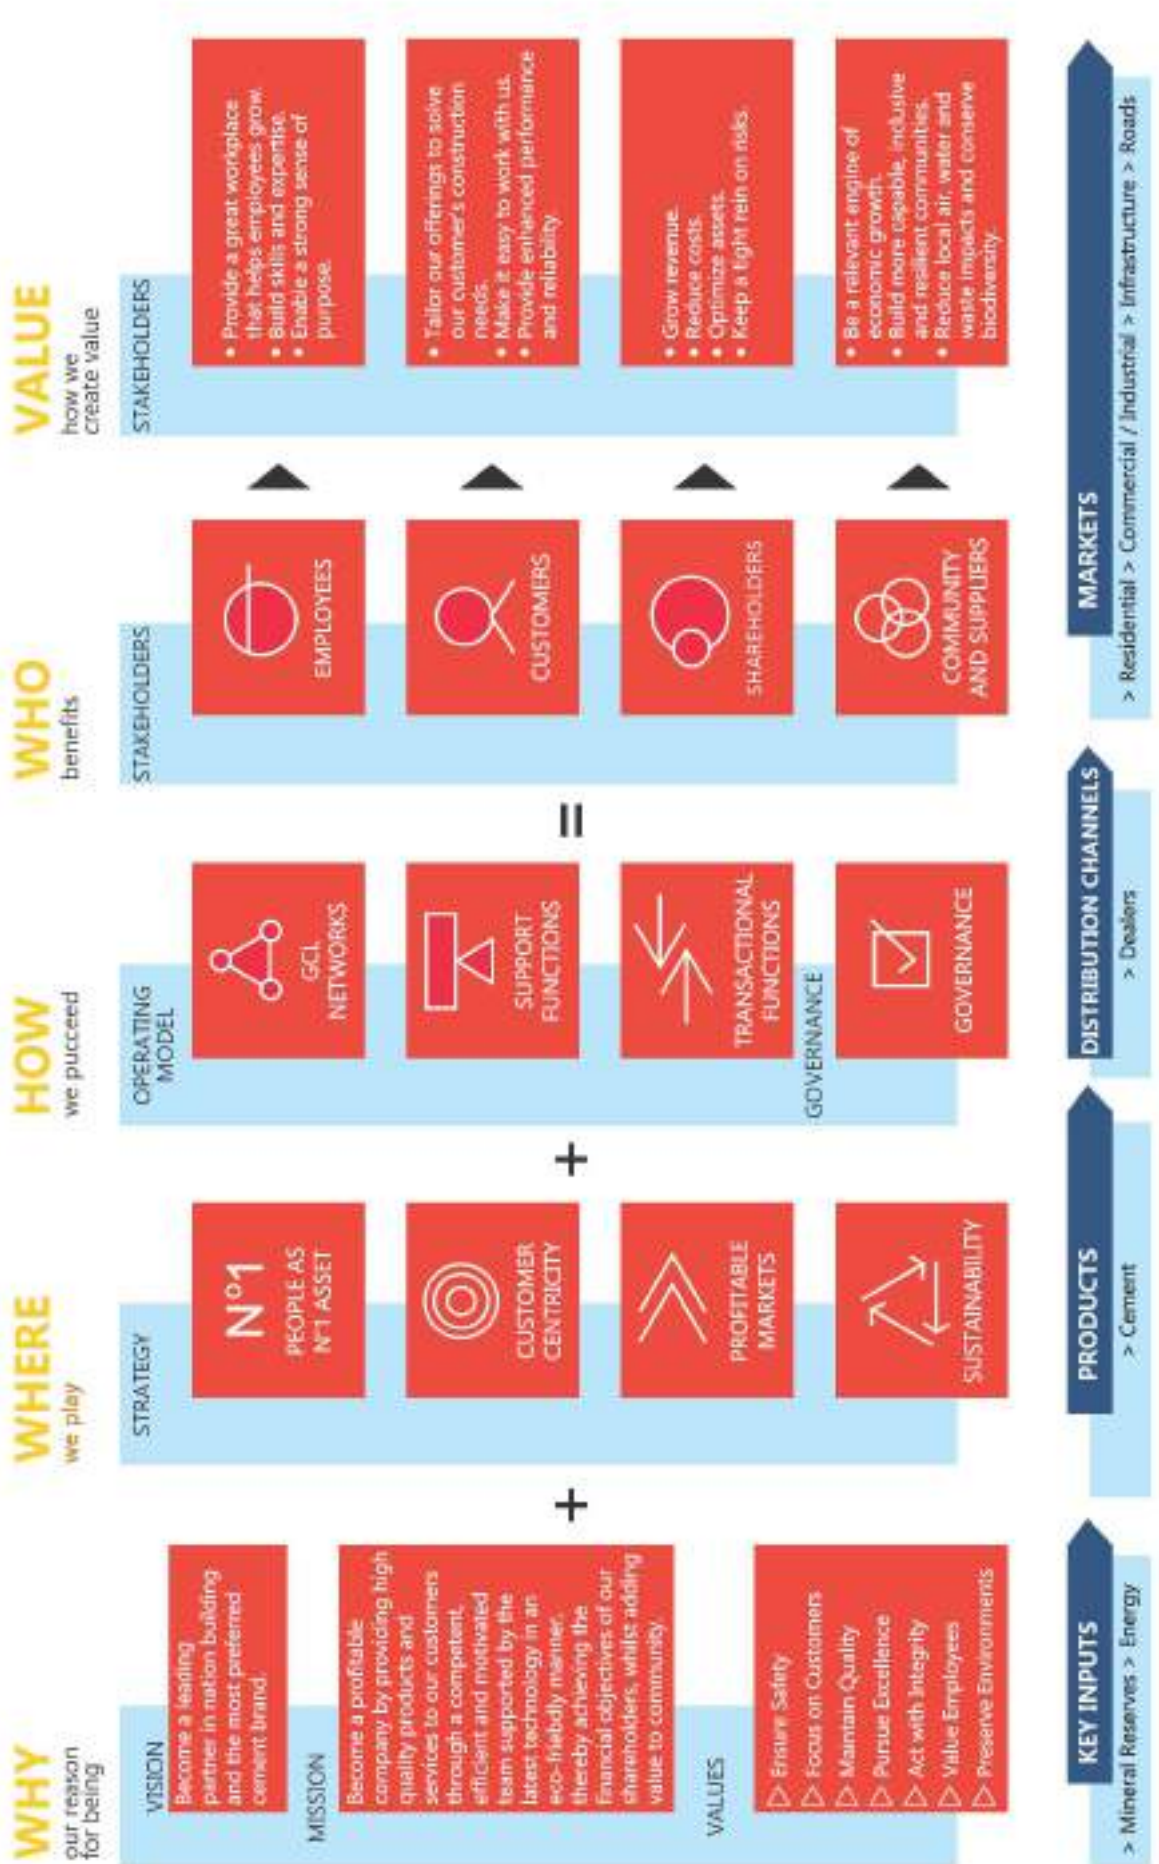 WHY
our reason
for being
VISION
Become a leading
partner in nation building
and the most preferred
cement brand.
MISSION
Become a profitable
company by providing high
quality products and
services to our customers
through a competent,
efficient and motivated
team supported by the
latest technology in an
eco-friebdly manner,
thereby achieving the
financial objectives of our
shareholders, whilst adding
value to community.
VALUES
Ensure Safety
Focus on Customers
Maintain Quality
Pursue Excellence
Act with Integrity
Value Employees
Preserve Environments
+
WHERE
we play
STRATEGY
N°1
PEOPLE AS
N°1 ASSET
CUSTOMER
CENTRICITY
PROFITABLE
MARKETS
SUSTAINABILITY
+
HOW
we pucceed
OPERATING
MODEL
GCL
NETWORKS
SUPPORT
FUNCTIONS
TRANSACTIONAL
FUNCTIONS
GOVERNANCE
GOVERNANCE
=
WHO
benefits
STAKEHOLDERS
EMPLOYEES
CUSTOMERS
SHAREHOLDERS
COMMUNITY
AND SUPPLIERS
VALUE
how we
create value
STAKEHOLDERS
• Provide a great workplace
that helps employees grow.
• Build skills and expertise.
• Enable a strong sense of
purpose.
• Tailor our offerings to solve
our customer's construction
needs.
• Make it easy to work with us.
• Provide enhanced performance
and reliability.
• Grow revenue.
• Reduce costs.
• Optimize assets.
• Keep a tight rein on risks.
• Be a relevant engine of
economic growth.
• Build more capable, inclusive
and resilient communities.
• Reduce local air, water and
waste impacts and conserve
biodiversity.
KEY INPUTS
> Mineral Reserves > Energy
PRODUCTS
> Cement
DISTRIBUTION CHANNELS
> Dealers
MARKETS
> Residential > Commercial / Industrial > Infrastructure > Roads